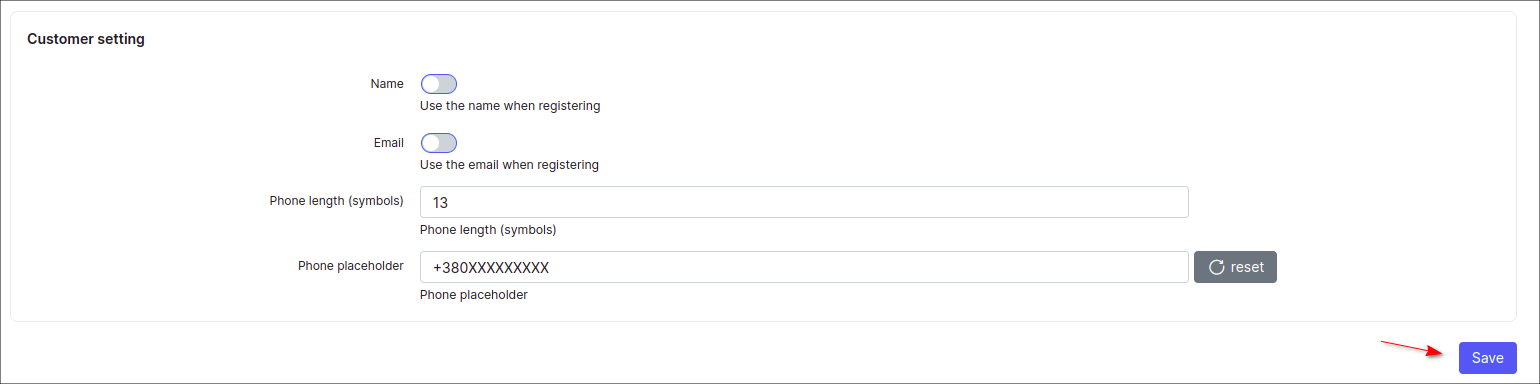 Customer setting
Name
Use the name when registering
Email
Use the email when registering
Phone length (symbols)
13
Phone length (symbols)
Phone placeholder
+380XXXXXXXXX
reset
Phone placeholder
Save